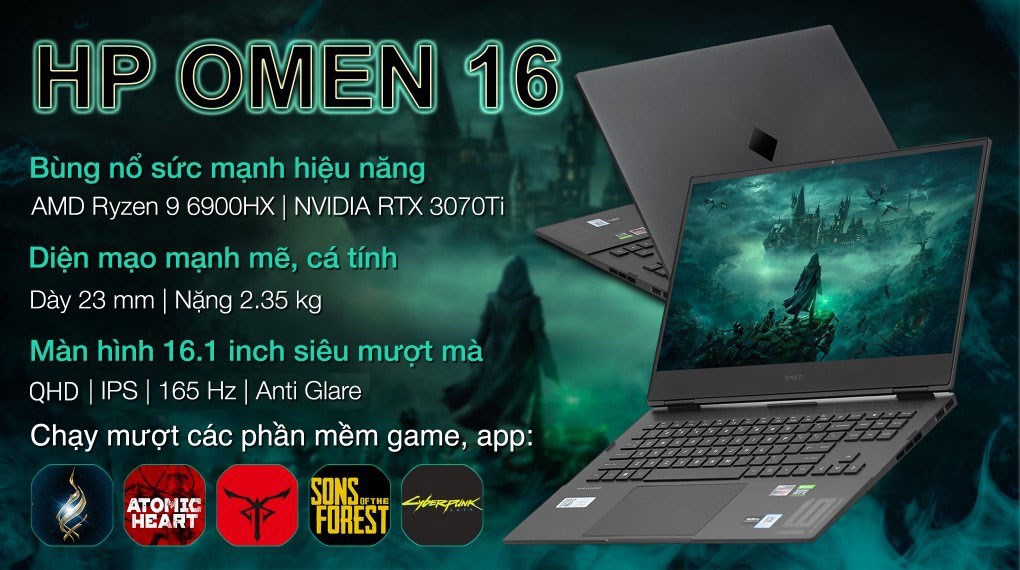 HP OMEN 16
Bùng nổ sức mạnh hiệu năng
AMD Ryzen 9 6900HX | NVIDIA RTX 3070Ti
Diện mạo mạnh mẽ, cá tính
Dày 23 mm | Nặng 2.35 kg
Màn hình 16.1 inch siêu mượt mà
QHD | IPS | 165 Hz | Anti Glare
Chạy mượt các phần mềm game, app:
ATOMIC
HEART
SONS
OF THE
FOREST
Cyberpunk
OMEN